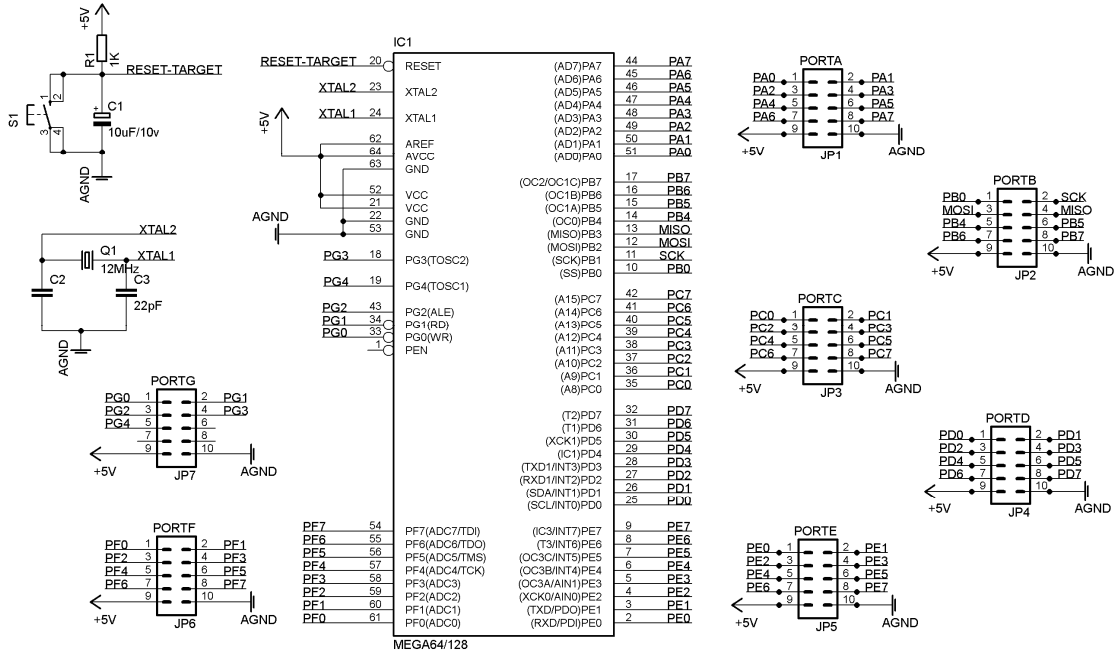 +5V
R1
1K
RESET-TARGET
S1
1
2
3
4
+
C1
10uF/10v
AGND
XTAL2
Q1
XTAL1
12MHz
C2
C3
22pF
AGND
IC1
RESET-TARGET 20 RESET
XTAL2 23 XTAL2
XTAL1 24 XTAL1
+5V
62 AREF
64 AVCC
63 GND
52 VCC
21 VCC
22 GND
53 GND
AGND
PG3 18 PG3(TOSC2)
PG4 19 PG4(TOSC1)
PG2 43 PG2(ALE)
PG1 34 PG1(RD)
PG0 33 PG0(WR)
1 PEN
PF7 54 PF7(ADC7/TDI)
PF6 55 PF6(ADC6/TDO)
PF5 56 PF5(ADC5/TMS)
PF4 57 PF4(ADC4/TCK)
PF3 58 PF3(ADC3)
PF2 59 PF2(ADC2)
PF1 60 PF1(ADC1)
PF0 61 PF0(ADC0)
(AD7)PA7 44 PA7
(AD6)PA6 45 PA6
(AD5)PA5 46 PA5
(AD4)PA4 47 PA4
(AD3)PA3 48 PA3
(AD2)PA2 49 PA2
(AD1)PA1 50 PA1
(AD0)PA0 51 PA0
(OC2/OC1C)PB7 17 PB7
(OC1B)PB6 16 PB6
(OC1A)PB5 15 PB5
(OC0)PB4 14 PB4
(MISO)PB3 13 MISO
(MOSI)PB2 12 MOSI
(SCK)PB1 11 SCK
(SS)PB0 10 PB0
(A15)PC7 42 PC7
(A14)PC6 41 PC6
(A13)PC5 40 PC5
(A12)PC4 39 PC4
(A11)PC3 38 PC3
(A10)PC2 37 PC2
(A9)PC1 36 PC1
(A8)PC0 35 PC0
(T2)PD7 32 PD7
(T1)PD6 31 PD6
(XCK1)PD5 30 PD5
(IC1)PD4 29 PD4
(TXD1/INT3)PD3 28 PD3
(RXD1/INT2)PD2 27 PD2
(SDA/INT1)PD1 26 PD1
(SCL/INT0)PD0 25 PD0
(IC3/INT7)PE7 9 PE7
(T3/INT6)PE6 8 PE6
(OC3C/INT5)PE5 7 PE5
(OC3B/INT4)PE4 6 PE4
(OC3A/AIN1)PE3 5 PE3
(XCK0/AIN0)PE2 4 PE2
(TXD/PDO)PE1 3 PE1
(RXD/PDI)PE0 2 PE0
MEGA64/128
PORTG
PG0 1 2 PG1
PG2 3 4 PG3
PG4 5 6
7 8
9 10
+5V JP7 AGND
PORTF
PF0 1 2 PF1
PF2 3 4 PF3
PF4 5 6 PF5
PF6 7 8 PF7
9 10
+5V JP6 AGND
PORTA
PA0 1 2 PA1
PA2 3 4 PA3
PA4 5 6 PA5
PA6 7 8 PA7
9 10
+5V JP1 AGND
PORTB
PB0 1 2 SCK
MOSI 3 4 MISO
PB4 5 6 PB5
PB6 7 8 PB7
9 10
+5V JP2 AGND
PORTC
PC0 1 2 PC1
PC2 3 4 PC3
PC4 5 6 PC5
PC6 7 8 PC7
9 10
+5V JP3 AGND
PORTD
PD0 1 2 PD1
PD2 3 4 PD3
PD4 5 6 PD5
PD6 7 8 PD7
9 10
+5V JP4 AGND
PORTE
PE0 1 2 PE1
PE2 3 4 PE3
PE4 5 6 PE5
PE6 7 8 PE7
9 10
+5V JP5 AGND